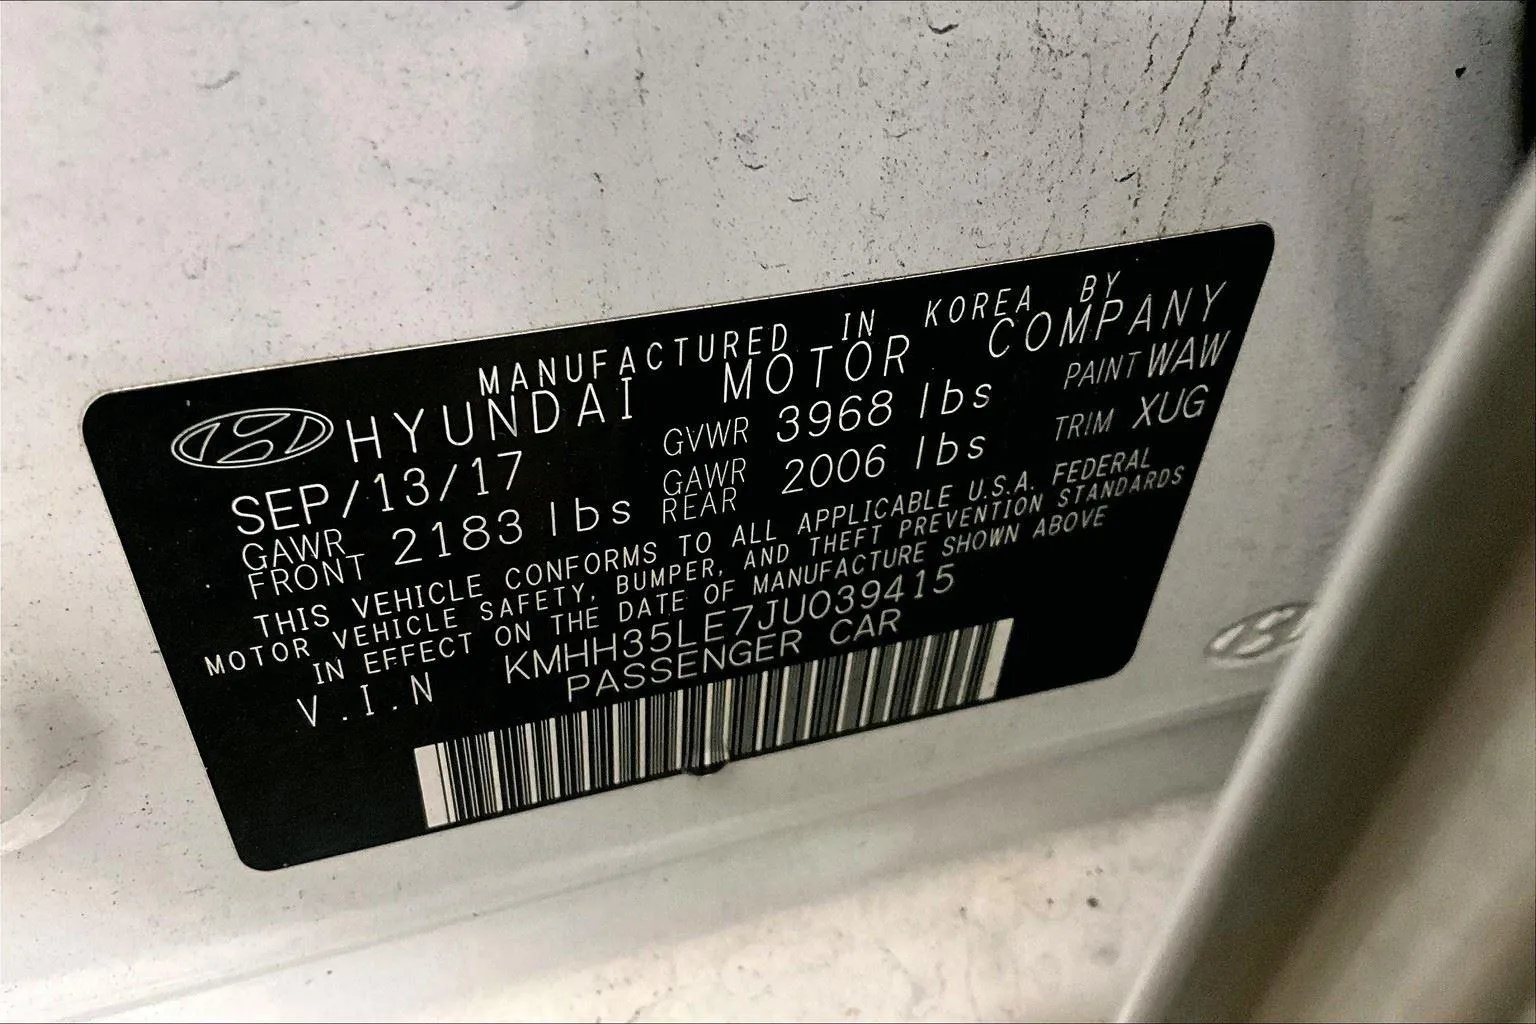 MANUFACTURED IN KOREA BY
HYUNDAI MOTOR COMPANY
SEP/13/17 GVWR 3968 lbs PAINT WAW
GAWR FRONT 2183 lbs GAWR REAR 2006 lbs TRIM XUG
THIS VEHICLE CONFORMS TO ALL APPLICABLE U.S.A. FEDERAL
MOTOR VEHICLE SAFETY, BUMPER, AND THEFT PREVENTION STANDARDS
IN EFFECT ON THE DATE OF MANUFACTURE SHOWN ABOVE
V.I.N KMHH35LE7JU039415
PASSENGER CAR